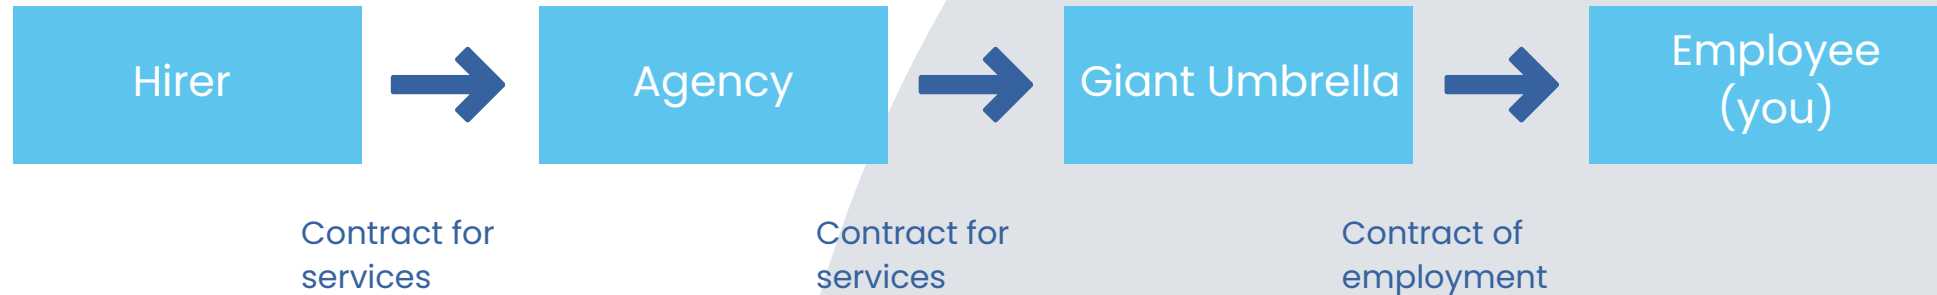 Hirer
Agency
Giant Umbrella
Employee
(you)
Contract for
services
Contract for
services
Contract of
employment